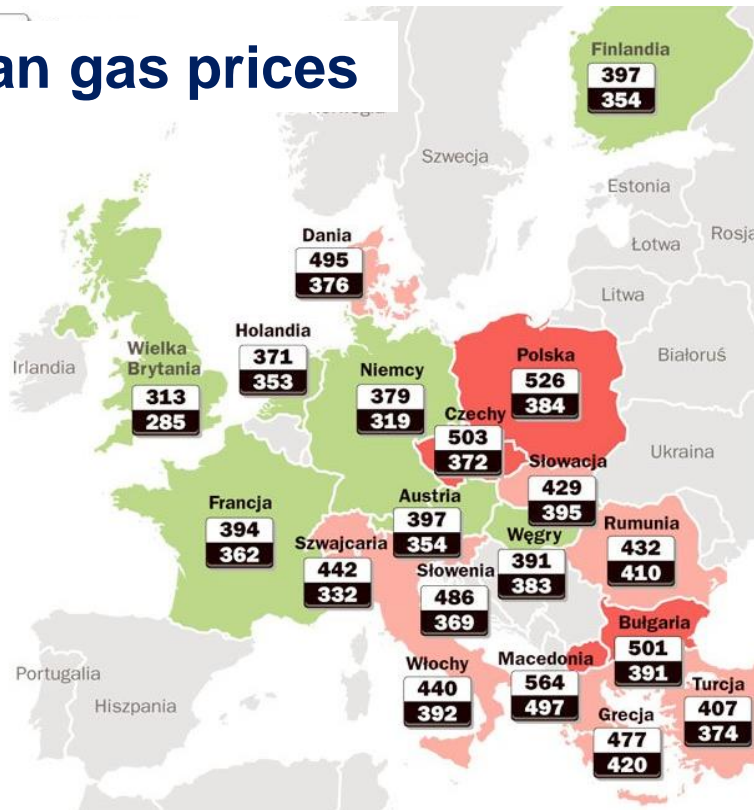 an gas prices
Finlandia
397
354
Szwecja
Estonia
Łotwa
Rosja
Litwa
Dania
495
376
Irlandia
Wielka
Brytania
313
285
Holandia
371
353
Niemcy
379
319
Polska
526
384
Białoruś
Czechy
503
372
Ukraina
Słowacja
429
395
Francja
394
362
Austria
397
354
Szwajcaria
442
332
Węgry
391
383
Rumunia
432
410
Słowenia
486
369
Bułgaria
501
391
Włochy
440
392
Macedonia
564
497
Turcja
407
374
Grecja
477
420
Portugalia
Hiszpania